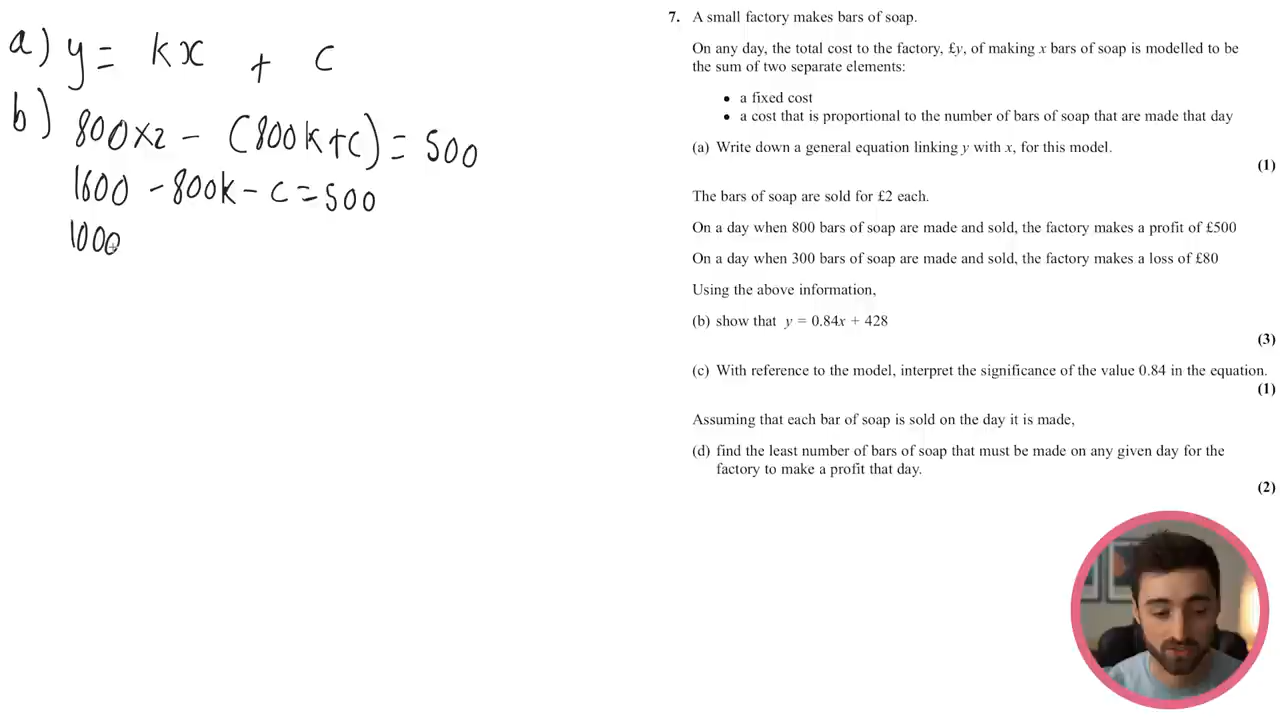 a) y = kx + c
b) 800×2 - (800k+c) = 500
1600 - 800k - c = 500
1000
7. A small factory makes bars of soap.
On any day, the total cost to the factory, £y, of making x bars of soap is modelled to be
the sum of two separate elements:
• a fixed cost
• a cost that is proportional to the number of bars of soap that are made that day
(a) Write down a general equation linking y with x, for this model.
(1)
The bars of soap are sold for £2 each.
On a day when 800 bars of soap are made and sold, the factory makes a profit of £500
On a day when 300 bars of soap are made and sold, the factory makes a loss of £80
Using the above information,
(b) show that y = 0.84x + 428
(3)
(c) With reference to the model, interpret the significance of the value 0.84 in the equation.
(1)
Assuming that each bar of soap is sold on the day it is made,
(d) find the least number of bars of soap that must be made on any given day for the
factory to make a profit that day.
(2)